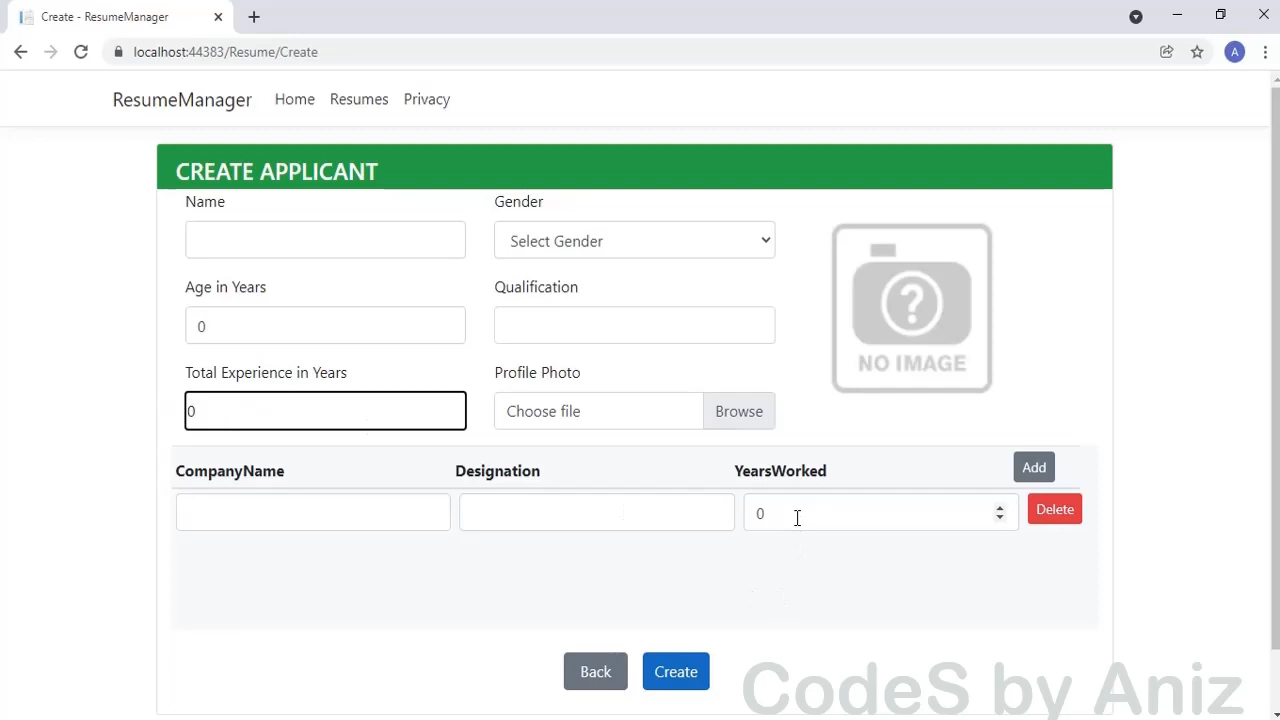 Create - ResumeManager
localhost:44383/Resume/Create
A
ResumeManager Home Resumes Privacy
CREATE APPLICANT
Name Gender
Select Gender
Age in Years Qualification
0
NO IMAGE
Total Experience in Years Profile Photo
0 Choose file Browse
CompanyName Designation YearsWorked Add
0 Delete
Back Create
CodeS by Aniz